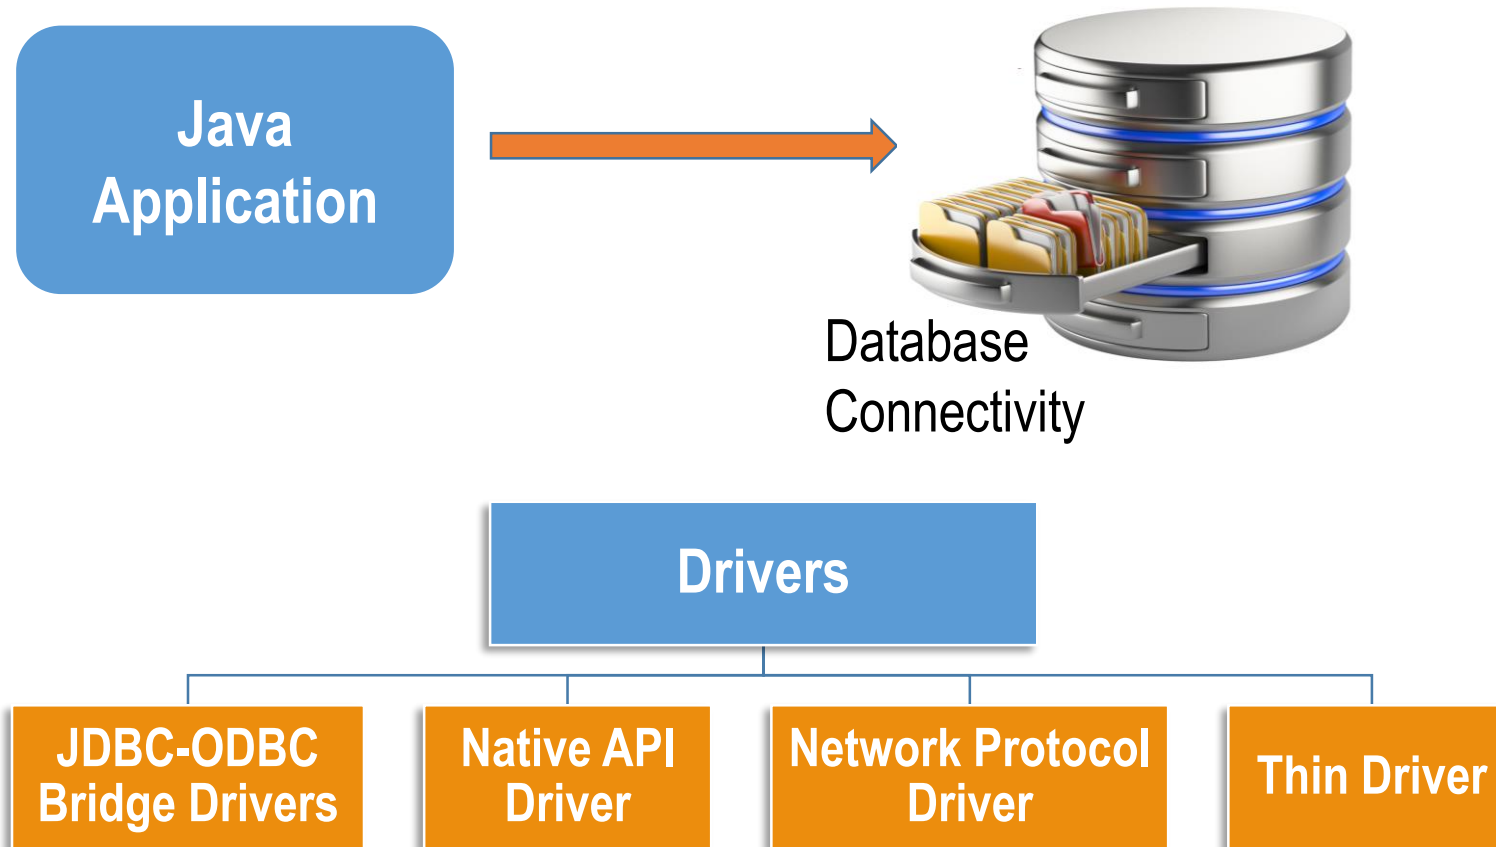 Java
Application
Database
Connectivity
Drivers
JDBC-ODBC
Bridge Drivers
Native API
Driver
Network Protocol
Driver
Thin Driver